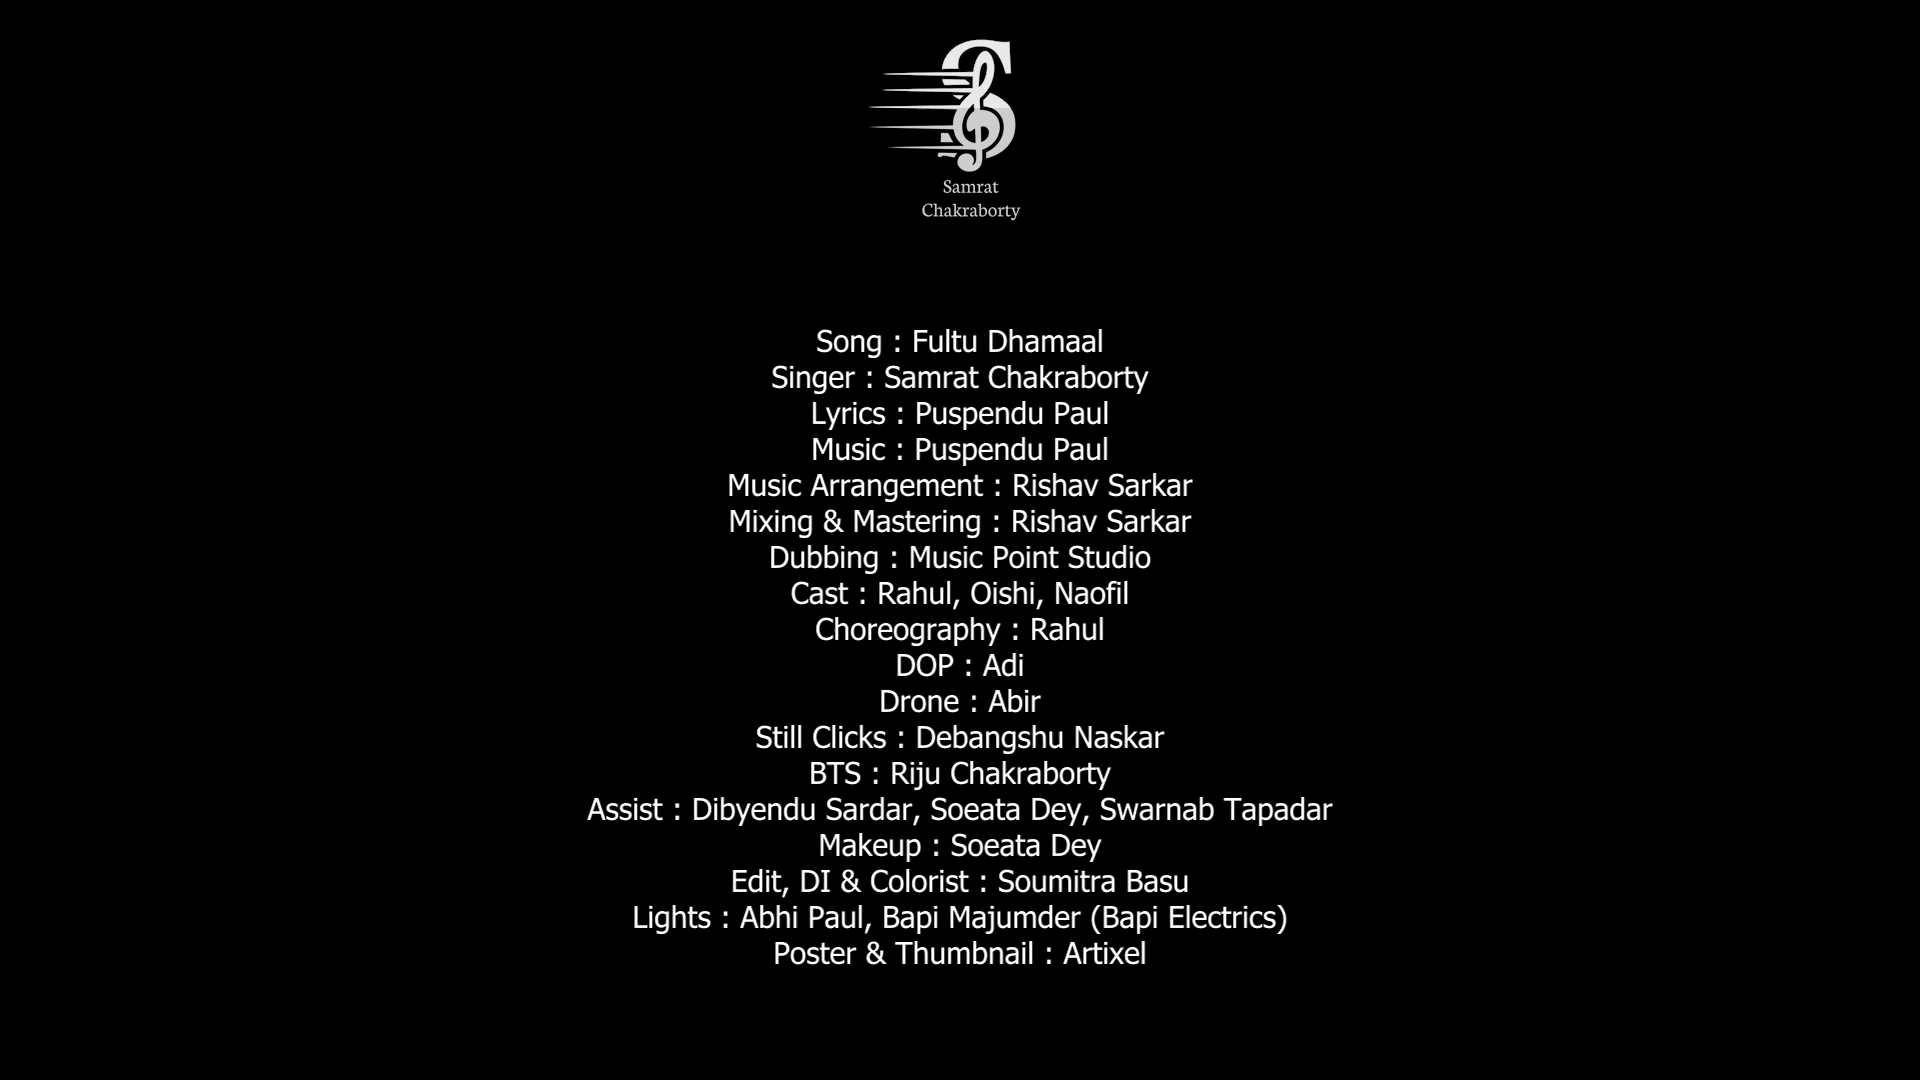 Samrat
Chakraborty
Song : Fultu Dhamaal
Singer : Samrat Chakraborty
Lyrics : Puspendu Paul
Music : Puspendu Paul
Music Arrangement : Rishav Sarkar
Mixing & Mastering : Rishav Sarkar
Dubbing : Music Point Studio
Cast : Rahul, Oishi, Naofil
Choreography : Rahul
DOP : Adi
Drone : Abir
Still Clicks : Debangshu Naskar
BTS : Riju Chakraborty
Assist : Dibyendu Sardar, Soeata Dey, Swarnab Tapadar
Makeup : Soeata Dey
Edit, DI & Colorist : Soumitra Basu
Lights : Abhi Paul, Bapi Majumder (Bapi Electrics)
Poster & Thumbnail : Artixel